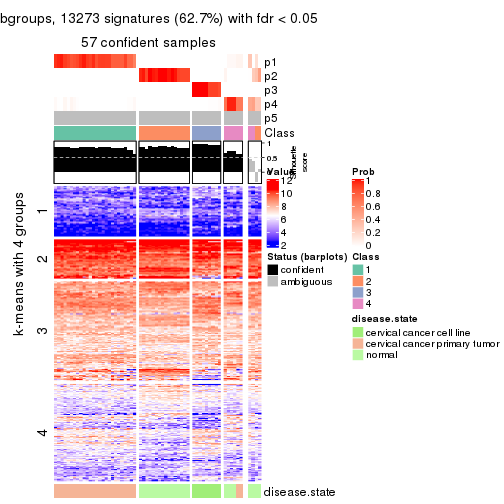 bgroups, 13273 signatures (62.7%) with fdr < 0.05
57 confident samples
p1
p2
p3
p4
p5
Class
1
0.5
0
Silhouette
score
k-means with 4 groups
1
2
3
4
disease.state
Value
12
10
8
6
4
2
Prob
1
0.8
0.6
0.4
0.2
0
Status (barplots)
confident
ambiguous
Class
1
2
3
4
disease.state
cervical cancer cell line
cervical cancer primary tumor
normal